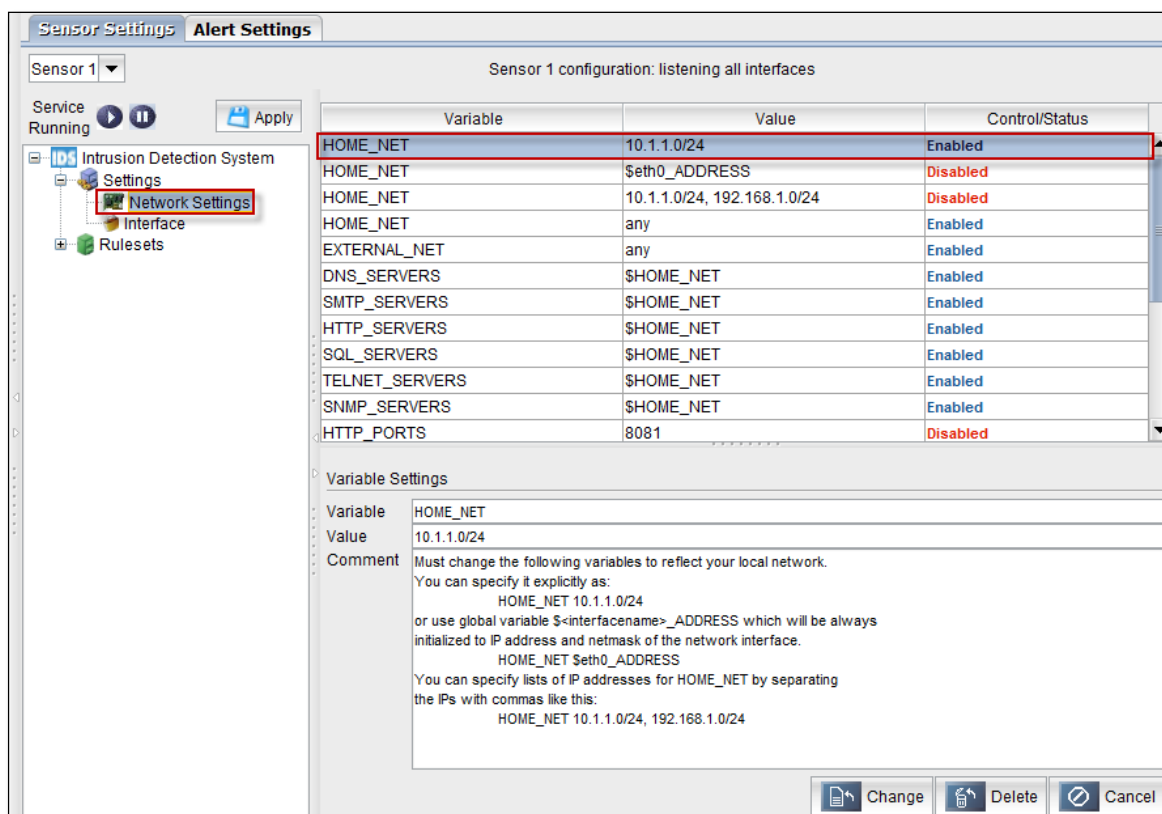 Sensor Settings Alert Settings
Sensor 1
Sensor 1 configuration: listening all interfaces
Service
Running
Apply
IDS Intrusion Detection System
Settings
Network Settings
Interface
Rulesets
Variable Value Control/Status
HOME_NET 10.1.1.0/24 Enabled
HOME_NET $eth0_ADDRESS Disabled
HOME_NET 10.1.1.0/24, 192.168.1.0/24 Disabled
HOME_NET any Enabled
EXTERNAL_NET any Enabled
DNS_SERVERS $HOME_NET Enabled
SMTP_SERVERS $HOME_NET Enabled
HTTP_SERVERS $HOME_NET Enabled
SQL_SERVERS $HOME_NET Enabled
TELNET_SERVERS $HOME_NET Enabled
SNMP_SERVERS $HOME_NET Enabled
HTTP_PORTS 8081 Disabled
Variable Settings
Variable HOME_NET
Value 10.1.1.0/24
Comment Must change the following variables to reflect your local network.
You can specify it explicitly as:
HOME_NET 10.1.1.0/24
or use global variable $<interfacename>_ADDRESS which will be always
initialized to IP address and netmask of the network interface.
HOME_NET $eth0_ADDRESS
You can specify lists of IP addresses for HOME_NET by separating
the IPs with commas like this:
HOME_NET 10.1.1.0/24, 192.168.1.0/24
Change Delete Cancel